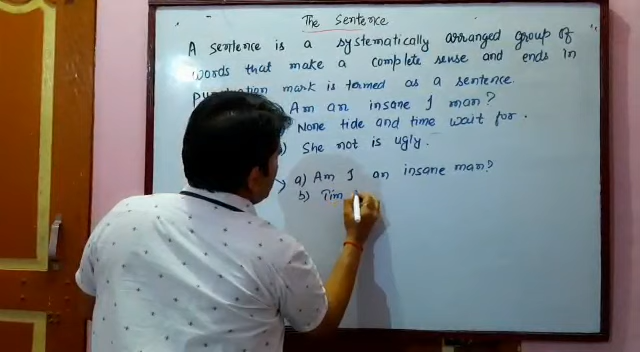 The Sentence
A sentence is a systematically arranged group of
words that make a complete sense and ends in
mark is termed as a sentence.
Am an insane I man?
None tide and time wait for.
) She not is ugly.
a) Am I an insane man?
b) Tim